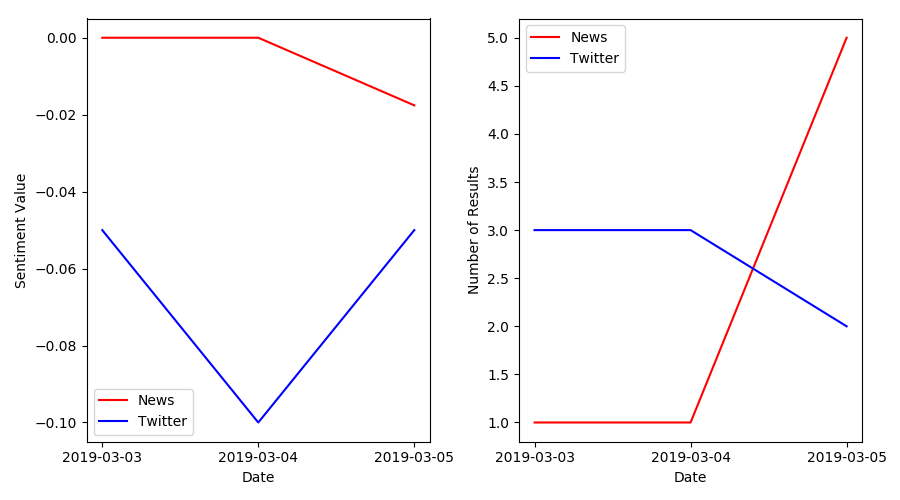 0.00
−0.02
−0.04
−0.06
−0.08
−0.10
Sentiment Value
News
Twitter
2019-03-03
2019-03-04
2019-03-05
Date
5.0
4.5
4.0
3.5
3.0
2.5
2.0
1.5
1.0
Number of Results
News
Twitter
2019-03-03
2019-03-04
2019-03-05
Date